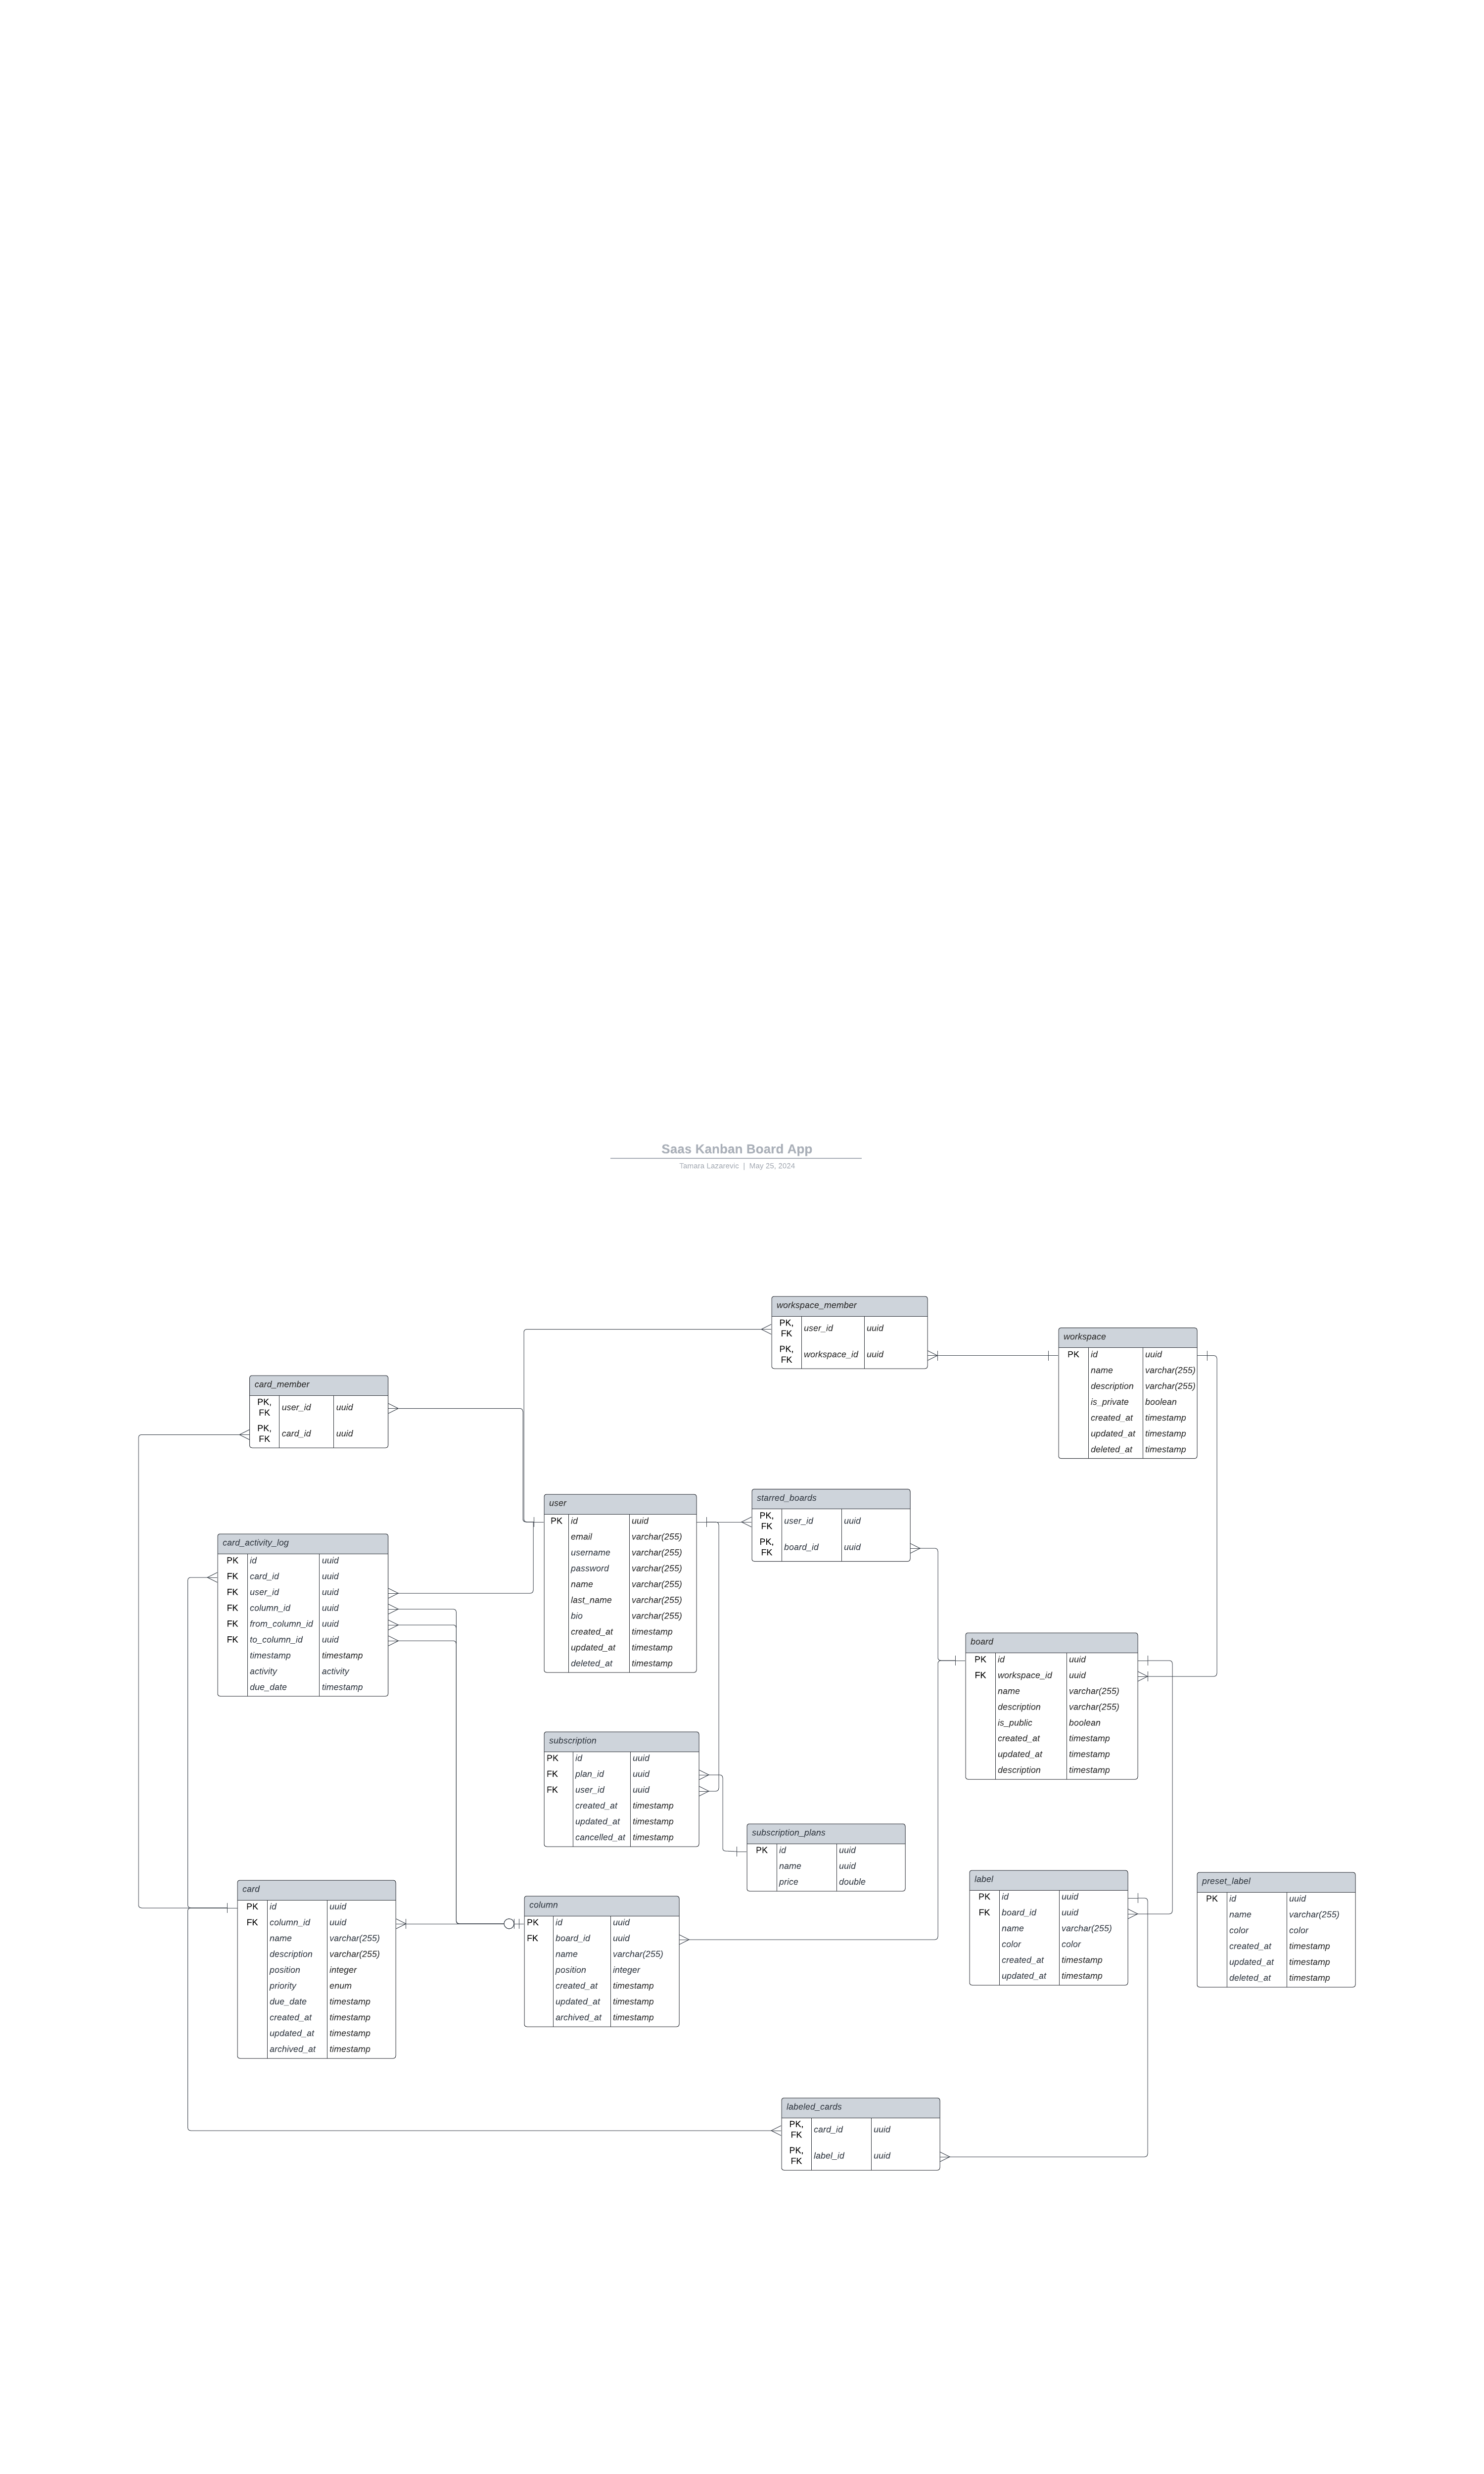 Saas Kanban Board App
Tamara Lazarevic | May 25, 2024
workspace_member
PK, FK user_id uuid
PK, FK workspace_id uuid
workspace
PK id uuid
name varchar(255)
description varchar(255)
is_private boolean
created_at timestamp
updated_at timestamp
deleted_at timestamp
card_member
PK, FK user_id uuid
PK, FK card_id uuid
user
PK id uuid
email varchar(255)
username varchar(255)
password varchar(255)
name varchar(255)
last_name varchar(255)
bio varchar(255)
created_at timestamp
updated_at timestamp
deleted_at timestamp
starred_boards
PK, FK user_id uuid
PK, FK board_id uuid
card_activity_log
PK id uuid
FK card_id uuid
FK user_id uuid
FK column_id uuid
FK from_column_id uuid
FK to_column_id uuid
timestamp timestamp
activity activity
due_date timestamp
board
PK id uuid
FK workspace_id uuid
name varchar(255)
description varchar(255)
is_public boolean
created_at timestamp
updated_at timestamp
description timestamp
subscription
PK id uuid
FK plan_id uuid
FK user_id uuid
created_at timestamp
updated_at timestamp
cancelled_at timestamp
subscription_plans
PK id uuid
name uuid
price double
card
PK id uuid
FK column_id uuid
name varchar(255)
description varchar(255)
position integer
priority enum
due_date timestamp
created_at timestamp
updated_at timestamp
archived_at timestamp
column
PK id uuid
FK board_id uuid
name varchar(255)
position integer
created_at timestamp
updated_at timestamp
archived_at timestamp
label
PK id uuid
FK board_id uuid
name varchar(255)
color color
created_at timestamp
updated_at timestamp
preset_label
PK id uuid
name varchar(255)
color color
created_at timestamp
updated_at timestamp
deleted_at timestamp
labeled_cards
PK, FK card_id uuid
PK, FK label_id uuid